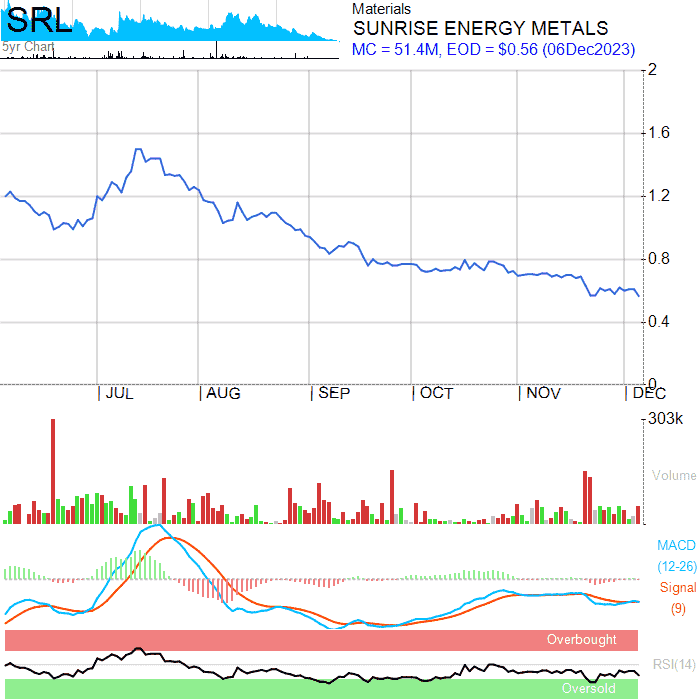 SRL
5yr Chart
Materials
SUNRISE ENERGY METALS
MC = 51.4M, EOD = $0.56 (06Dec2023)
2
1.6
1.2
0.8
0.4
0
JUL AUG SEP OCT NOV DEC
303k
Volume
MACD
(12-26)
Signal
(9)
Overbought
RSI(14)
Oversold